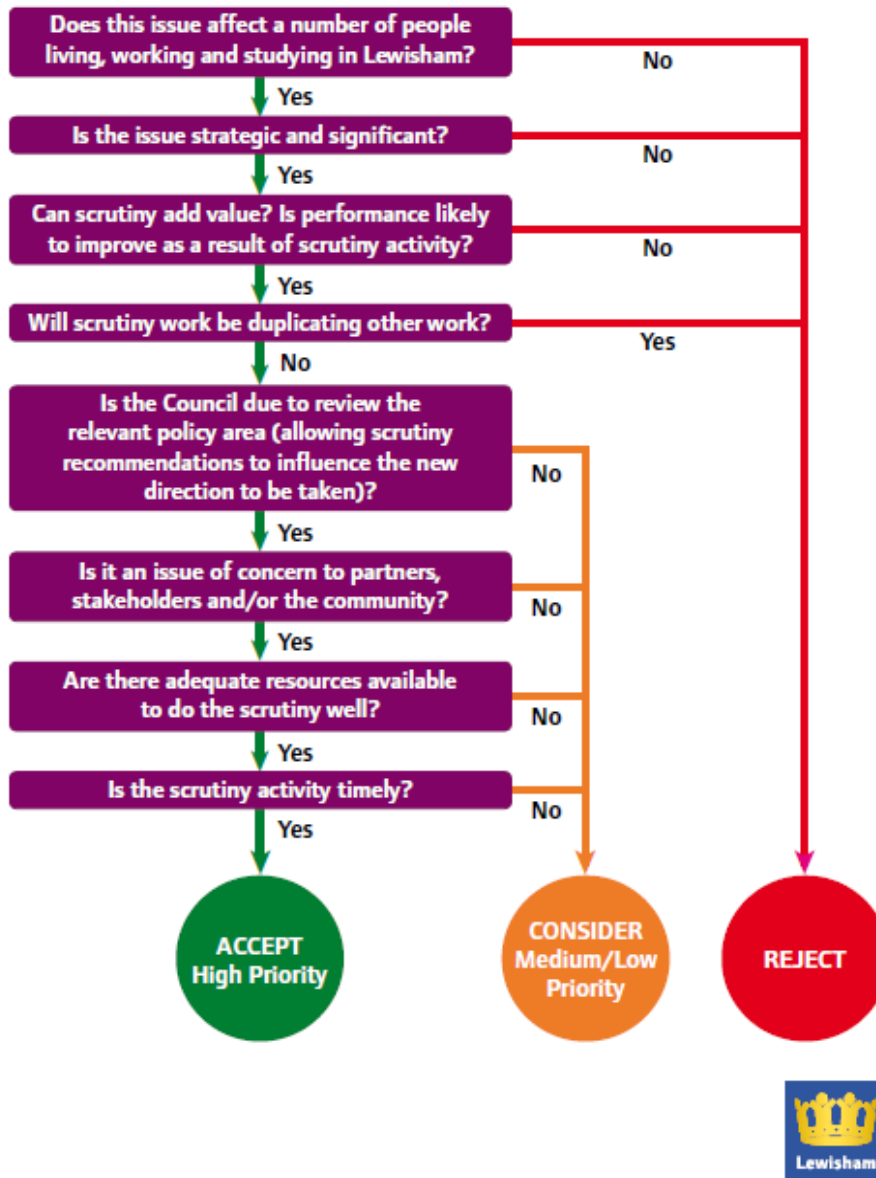 Does this issue affect a number of people
living, working and studying in Lewisham?
No
Yes
Is the issue strategic and significant?
No
Yes
Can scrutiny add value? Is performance likely
to improve as a result of scrutiny activity?
No
Yes
Will scrutiny work be duplicating other work?
Yes
No
Is the Council due to review the
relevant policy area (allowing scrutiny
recommendations to influence the new
direction to be taken)?
No
Yes
Is it an issue of concern to partners,
stakeholders and/or the community?
No
Yes
Are there adequate resources available
to do the scrutiny well?
No
Yes
Is the scrutiny activity timely?
No
Yes
ACCEPT
High Priority
CONSIDER
Medium/Low
Priority
REJECT
Lewisham